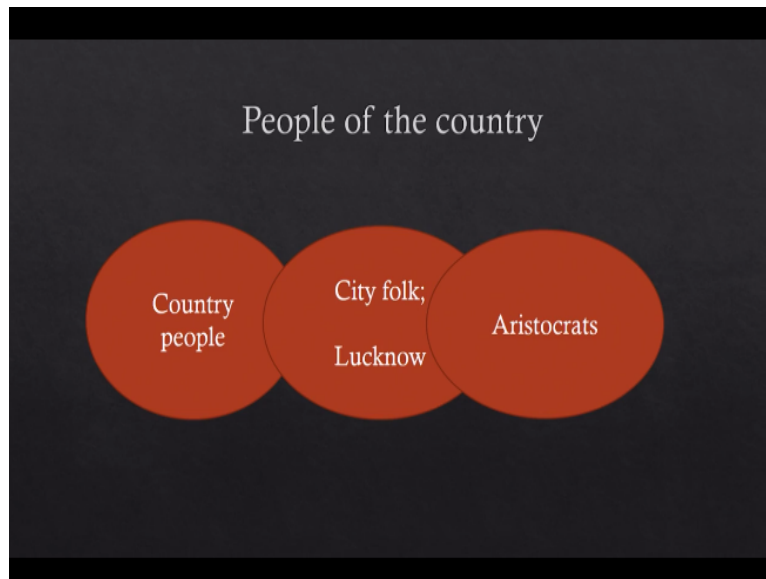 People of the country
Country
people
City folk;
Lucknow
Aristocrats